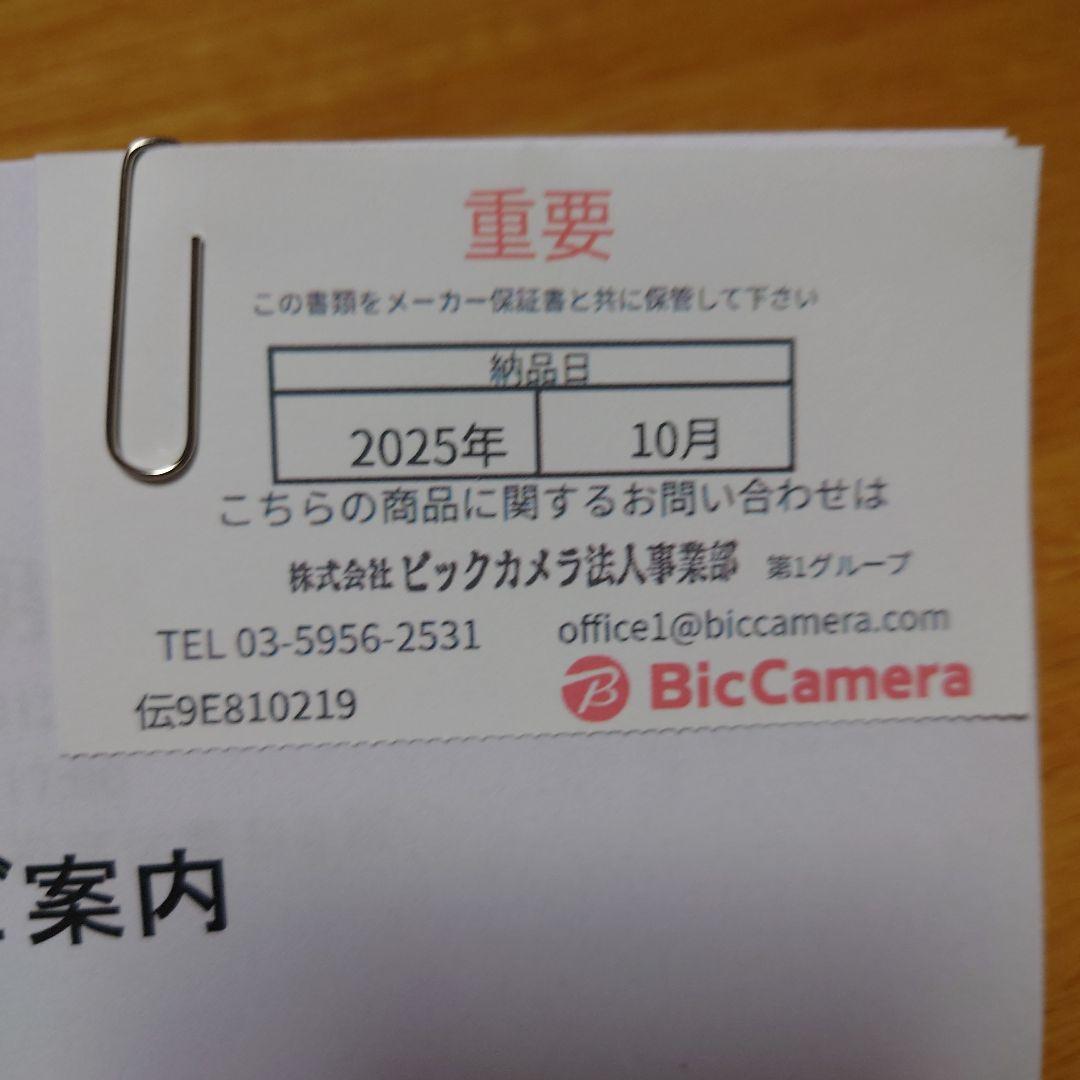 重要
この書類をメーカー保証書と共に保管して下さい
納品日
2025年 10月
こちらの商品に関するお問い合わせは
株式会社 ビックカメラ法人事業部 第1グループ
TEL 03-5956-2531 office1@biccamera.com
伝9E810219 BicCamera
ご案内